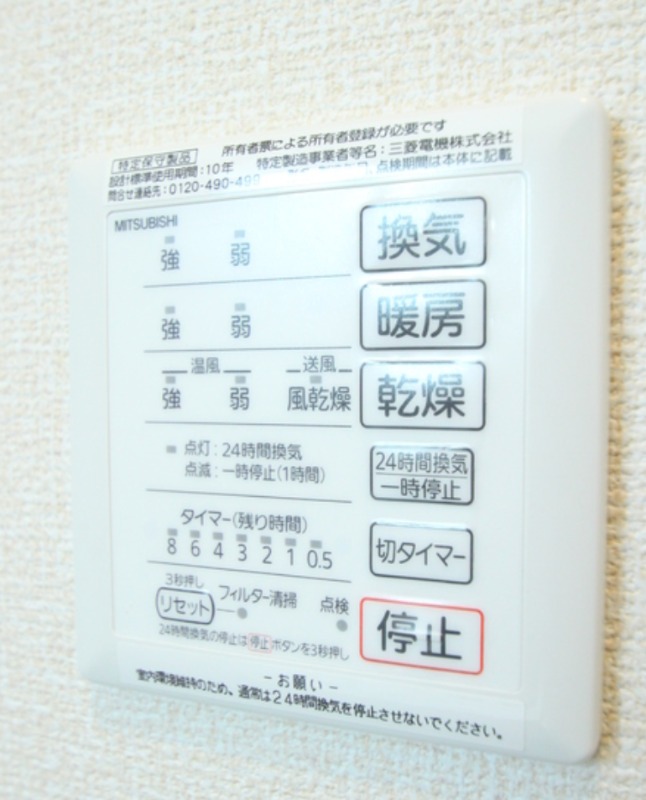 特定保守製品 所有者票による所有者登録が必要です
設計標準使用期間:10年 特定製造事業者等名:三菱電機株式会社
問合せ連絡先:0120-490-499 点検期間は本体に記載
MITSUBISHI
強 弱 換気
強 弱 暖房
温風 送風
強 弱 風乾燥 乾燥
点灯:24時間換気
点滅:一時停止(1時間)
24時間換気
一時停止
タイマー(残り時間)
8 6 4 3 2 1 0.5
切タイマー
3秒押し
リセット フィルター清掃 点検
停止
24時間換気の停止は停止ボタンを3秒押し
-お願い-
室内環境維持のため、通常は24時間換気を停止させないでください。